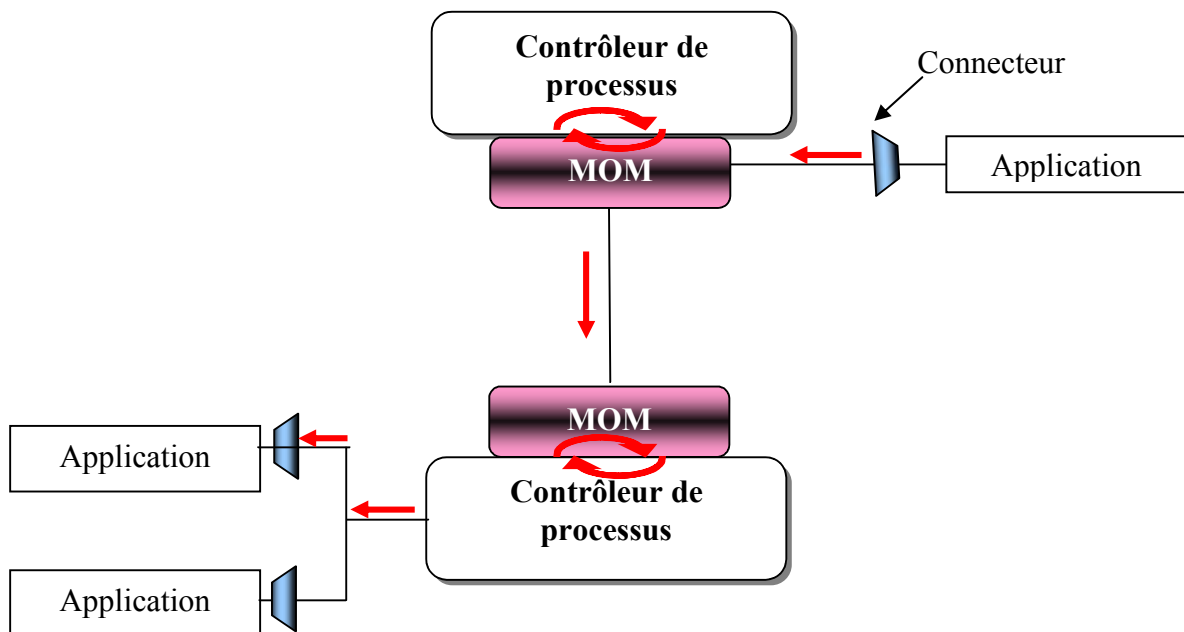 Contrôleur de
processus
Connecteur
MOM
Application
MOM
Application
Contrôleur de
processus
Application